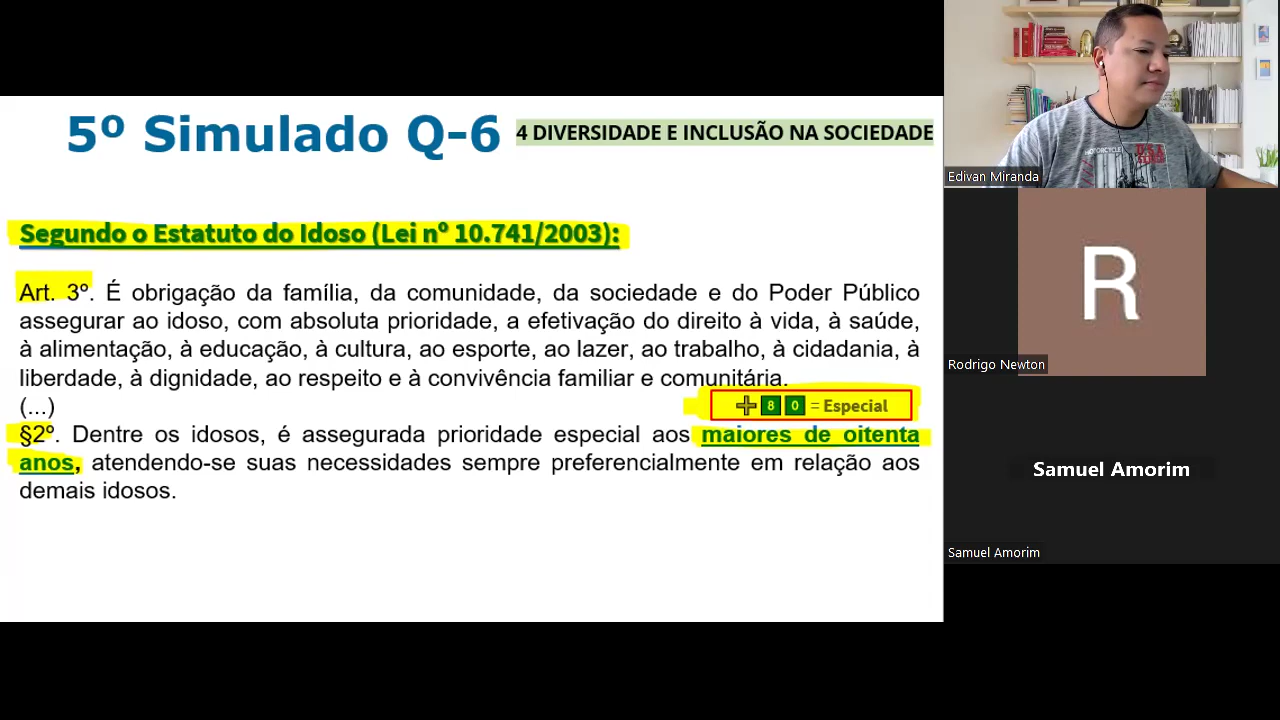 5º Simulado Q-6
4 DIVERSIDADE E INCLUSÃO NA SOCIEDADE
Segundo o Estatuto do Idoso (Lei nº 10.741/2003):
Art. 3º. É obrigação da família, da comunidade, da sociedade e do Poder Público
assegurar ao idoso, com absoluta prioridade, a efetivação do direito à vida, à saúde,
à alimentação, à educação, à cultura, ao esporte, ao lazer, ao trabalho, à cidadania, à
liberdade, à dignidade, ao respeito e à convivência familiar e comunitária.
(...)
+ 8 0 = Especial
§2º. Dentre os idosos, é assegurada prioridade especial aos maiores de oitenta
anos, atendendo-se suas necessidades sempre preferencialmente em relação aos
demais idosos.
MOTORCYCLE
USA
Edivan Miranda
R
Rodrigo Newton
Samuel Amorim
Samuel Amorim